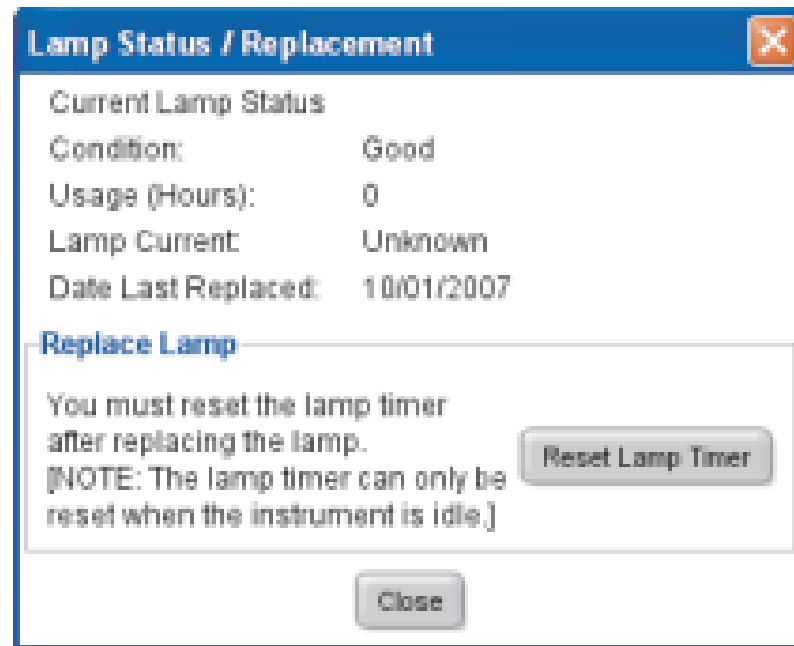 Lamp Status / Replacement
Current Lamp Status
Condition: Good
Usage (Hours): 0
Lamp Current: Unknown
Date Last Replaced: 10/01/2007
Replace Lamp
You must reset the lamp timer
after replacing the lamp.
[NOTE: The lamp timer can only be
reset when the instrument is idle.]
Reset Lamp Timer
Close